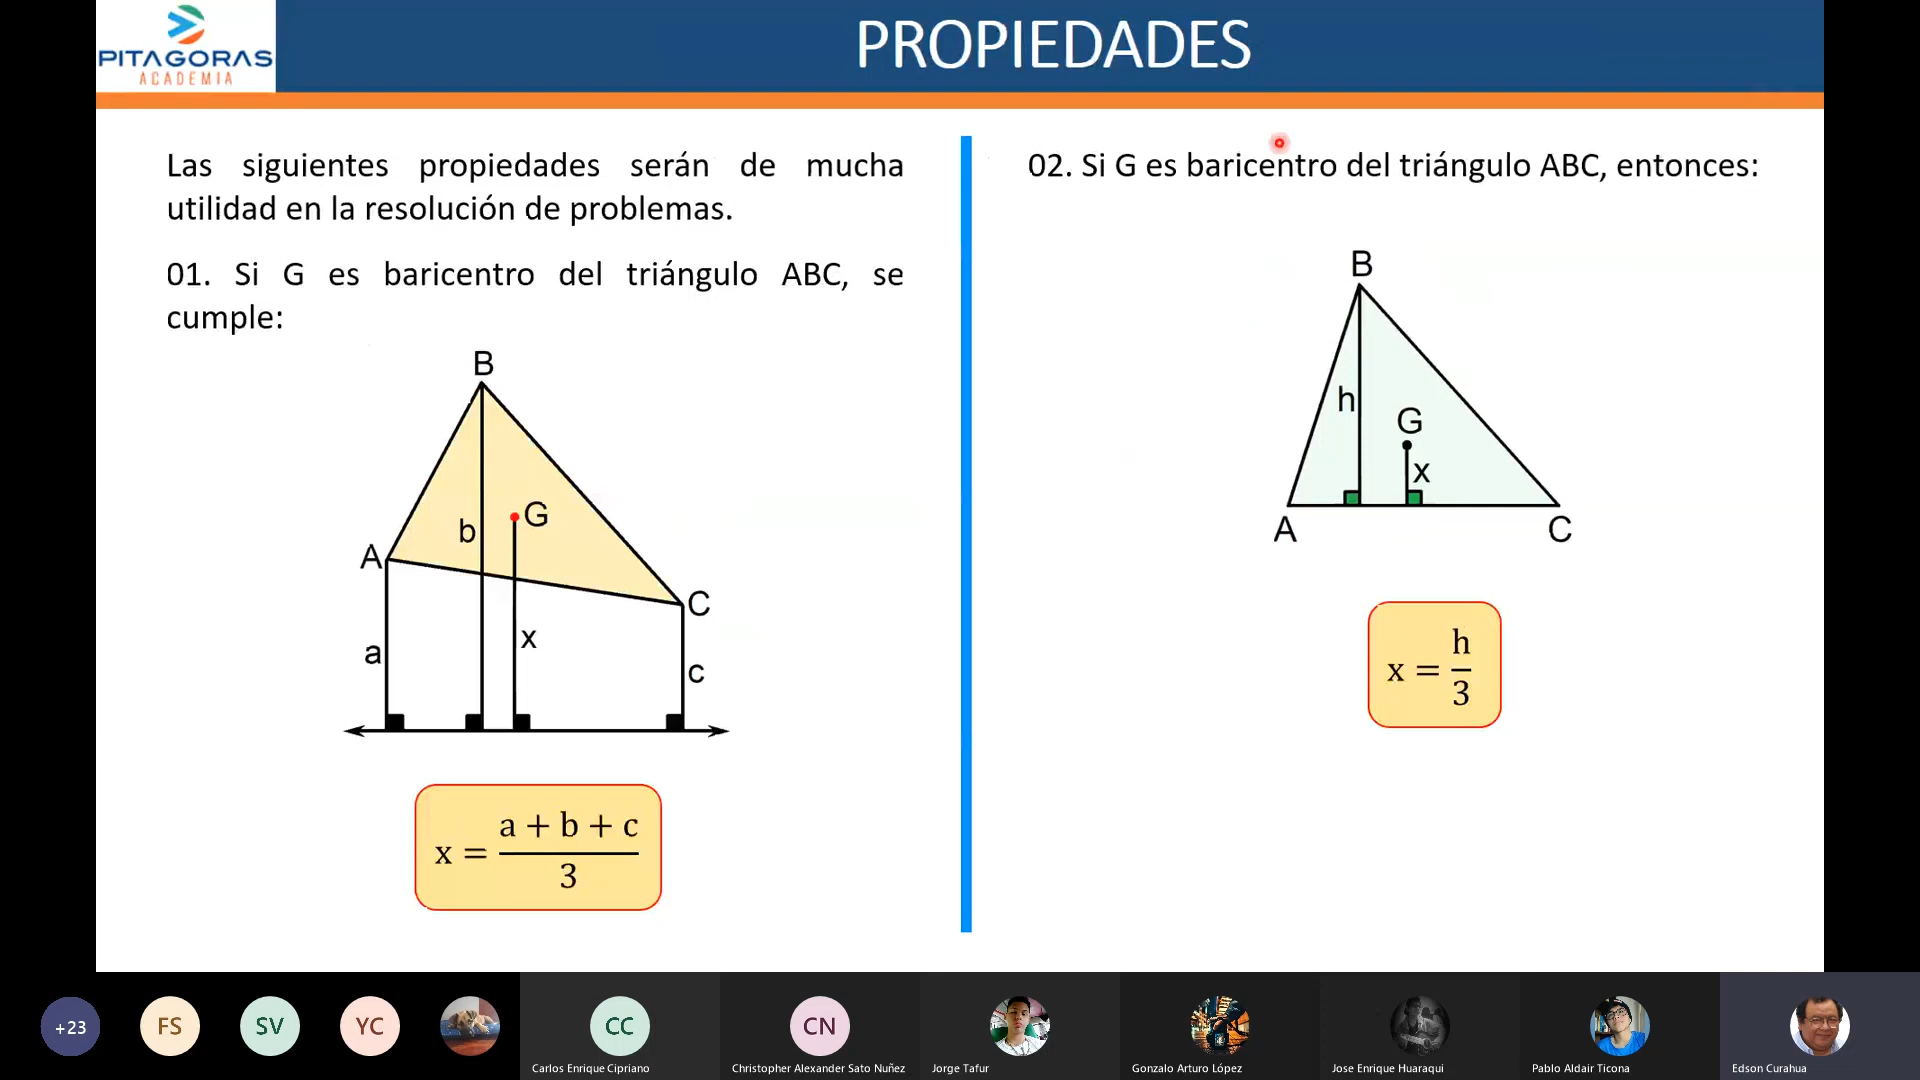 PITAGORAS
ACADEMIA
PROPIEDADES
Las siguientes propiedades serán de mucha
utilidad en la resolución de problemas.
01. Si G es baricentro del triángulo ABC, se
cumple:
B
G
b
A
C
x
a
c
x = a + b + c
3
02. Si G es baricentro del triángulo ABC, entonces:
B
h
G
x
A
C
x = h
3
+23
FS
SV
YC
CC
CN
Carlos Enrique Cipriano
Christopher Alexander Sato Nuñez
Jorge Tafur
Gonzalo Arturo López
Jose Enrique Huaraqui
Pablo Aldair Ticona
Edson Curahua